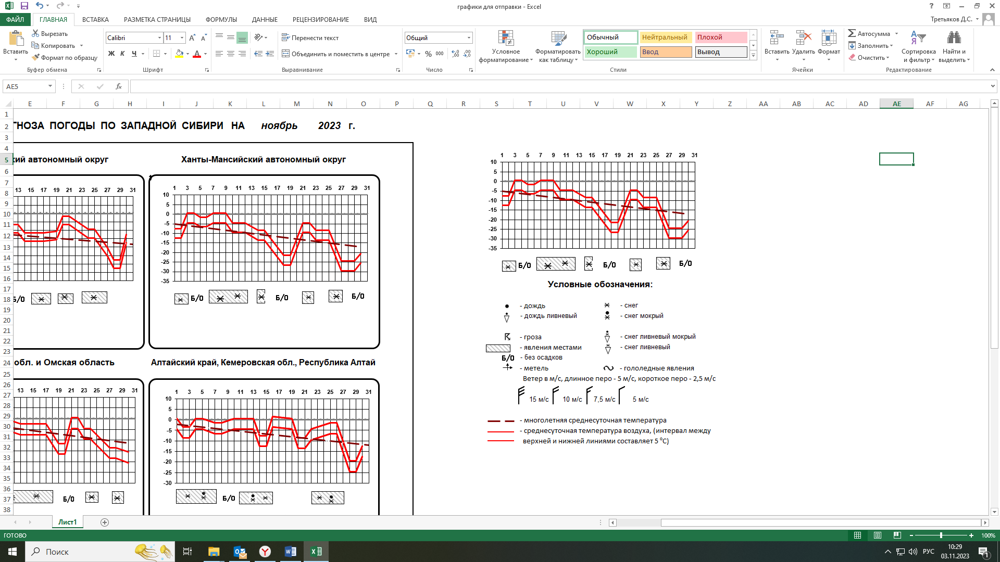 графики для отправки - Excel
ФАЙЛ ГЛАВНАЯ ВСТАВКА РАЗМЕТКА СТРАНИЦЫ ФОРМУЛЫ ДАННЫЕ РЕЦЕНЗИРОВАНИЕ ВИД
Третьяков Д.С.
Вставить
Вырезать
Копировать
Формат по образцу
Буфер обмена
Calibri 11
Ж К Ч
Шрифт
Перенести текст
Объединить и поместить в центре
Выравнивание
Общий
% 000
Число
Условное форматирование
Форматировать как таблицу
Обычный Нейтральный Плохой
Хороший Ввод Вывод
Стили
Вставить Удалить Формат
Ячейки
Автосумма
Заполнить
Очистить
Сортировка и фильтр
Найти и выделить
Редактирование
AE5
E F G H I J K L M N O P Q R S T U V W X Y Z AA AB AC AD AE AF AG
1 2 3 4 5 6 7 8 9 10 11 12 13 14 15 16 17 18 19 20 21 22 23 24 25 26 27 28 29 30 31 32 33 34 35 36 37 38
ГНОЗА ПОГОДЫ ПО ЗАПАДНОЙ СИБИРИ НА ноябрь 2023 г.
кий автономный округ
13 15 17 19 21 23 25 27 29 31
Б/О
Ханты-Мансийский автономный округ
1 3 5 7 9 11 13 15 17 19 21 23 25 27 29 31
10
5
0
-5
-10
-15
-20
-25
-30
-35
Б/О Б/О Б/О
обл. и Омская область
13 15 17 19 21 23 25 27 29 31
Б/О
Алтайский край, Кемеровская обл., Республика Алтай
1 3 5 7 9 11 13 15 17 19 21 23 25 27 29 31
10
5
0
-5
-10
-15
-20
-25
-30
Б/О
1 3 5 7 9 11 13 15 17 19 21 23 25 27 29 31
10
5
0
-5
-10
-15
-20
-25
-30
-35
Б/О Б/О Б/О
Условные обозначения:
- дождь - снег
- дождь ливневый - снег мокрый
- гроза - снег ливневый мокрый
- явления местами - снег ливневый
Б/О - без осадков
- метель - гололедные явления
Ветер в м/с, длинное перо - 5 м/с, короткое перо - 2,5 м/с
15 м/с 10 м/с 7,5 м/с 5 м/с
- многолетняя среднесуточная температура
- среднесуточная температура воздуха, (интервал между
верхней и нижней линиями составляет 5 ⁰С)
Лист1
ГОТОВО
100%
Поиск
РУС
10:29
03.11.2023
1